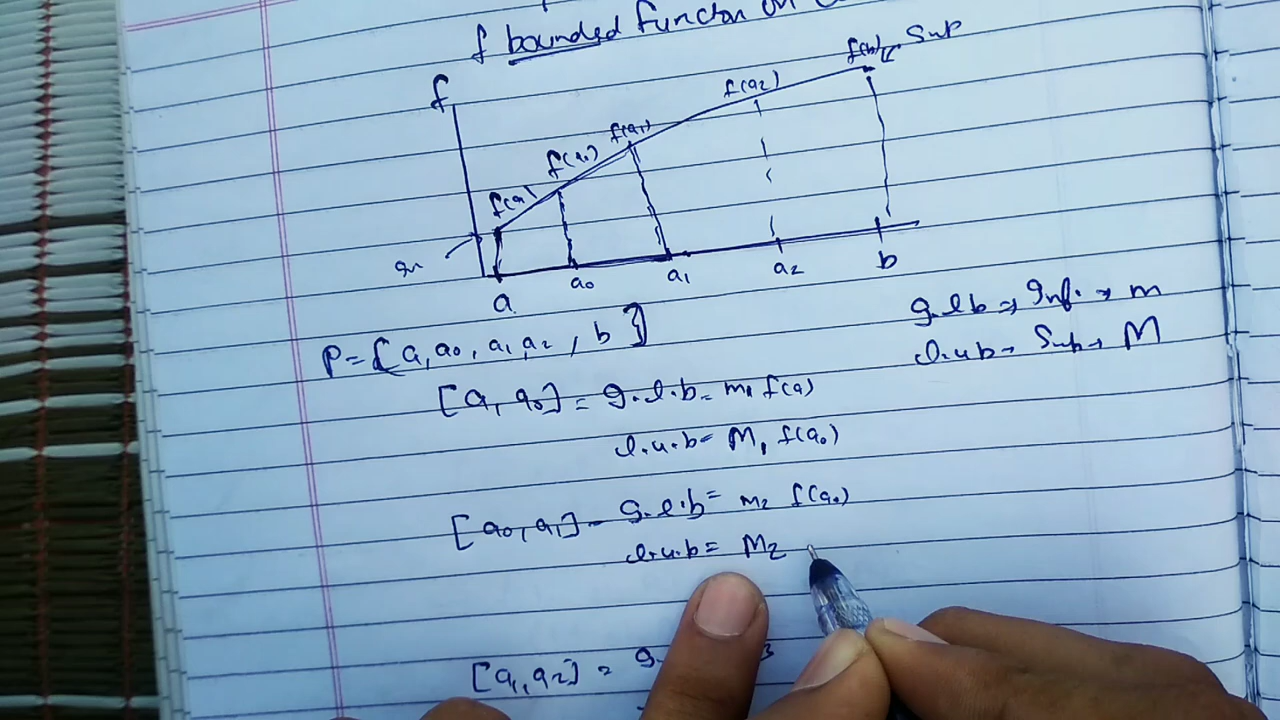 f bounded function on
f
f(b) Sup
f(a2)
f(a1)
f(a0)
f(a)
a a0 a1 a2 b
g.l.b → Inf. → m
l.u.b → Sup → M
P = {a, a0, a1, a2, b}
[a, a0] = g.l.b = m1 f(a)
l.u.b = M1 f(a0)
[a0, a1] = g.l.b = m2 f(a0)
l.u.b = M2
[a1, a2] = g.